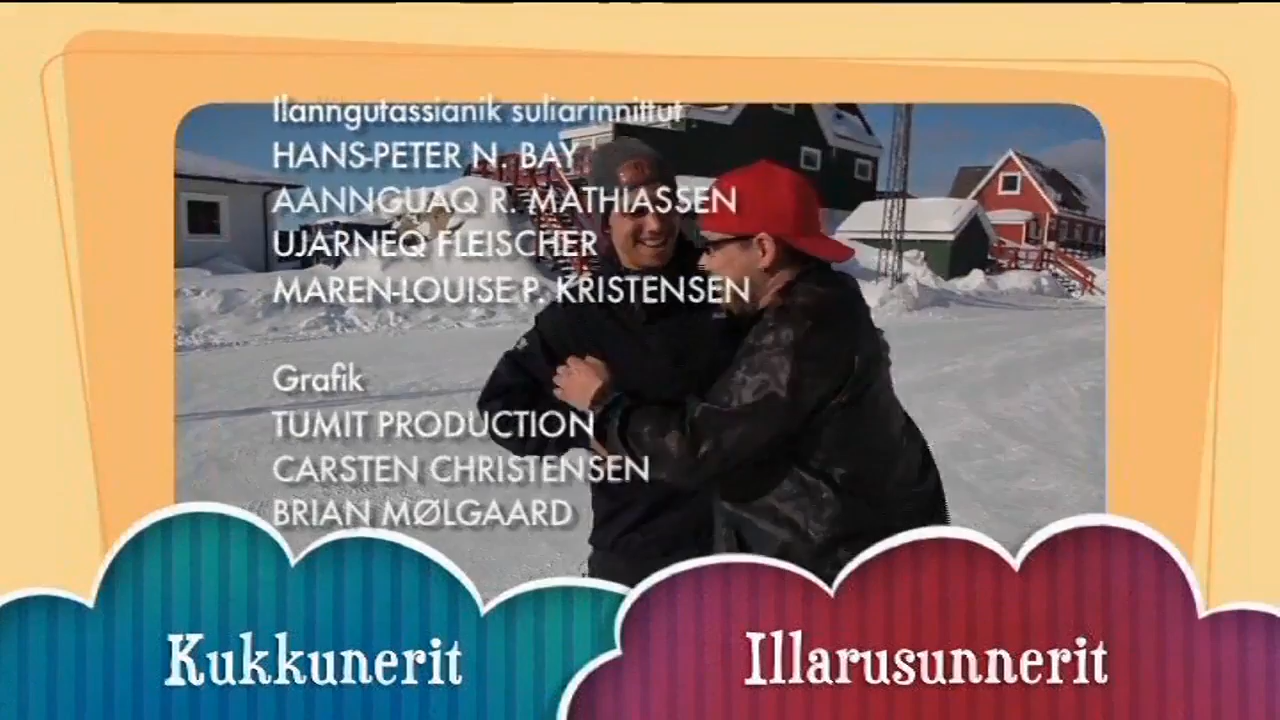 Ilanngutassianik suliarinnittut
HANS-PETER N. BAY
AANNGUAQ R. MATHIASSEN
UJARNEQ FLEISCHER
MAREN-LOUISE P. KRISTENSEN
Grafik
TUMIT PRODUCTION
CARSTEN CHRISTENSEN
BRIAN MØLGAARD
Kukkunerit
Illarusunnerit